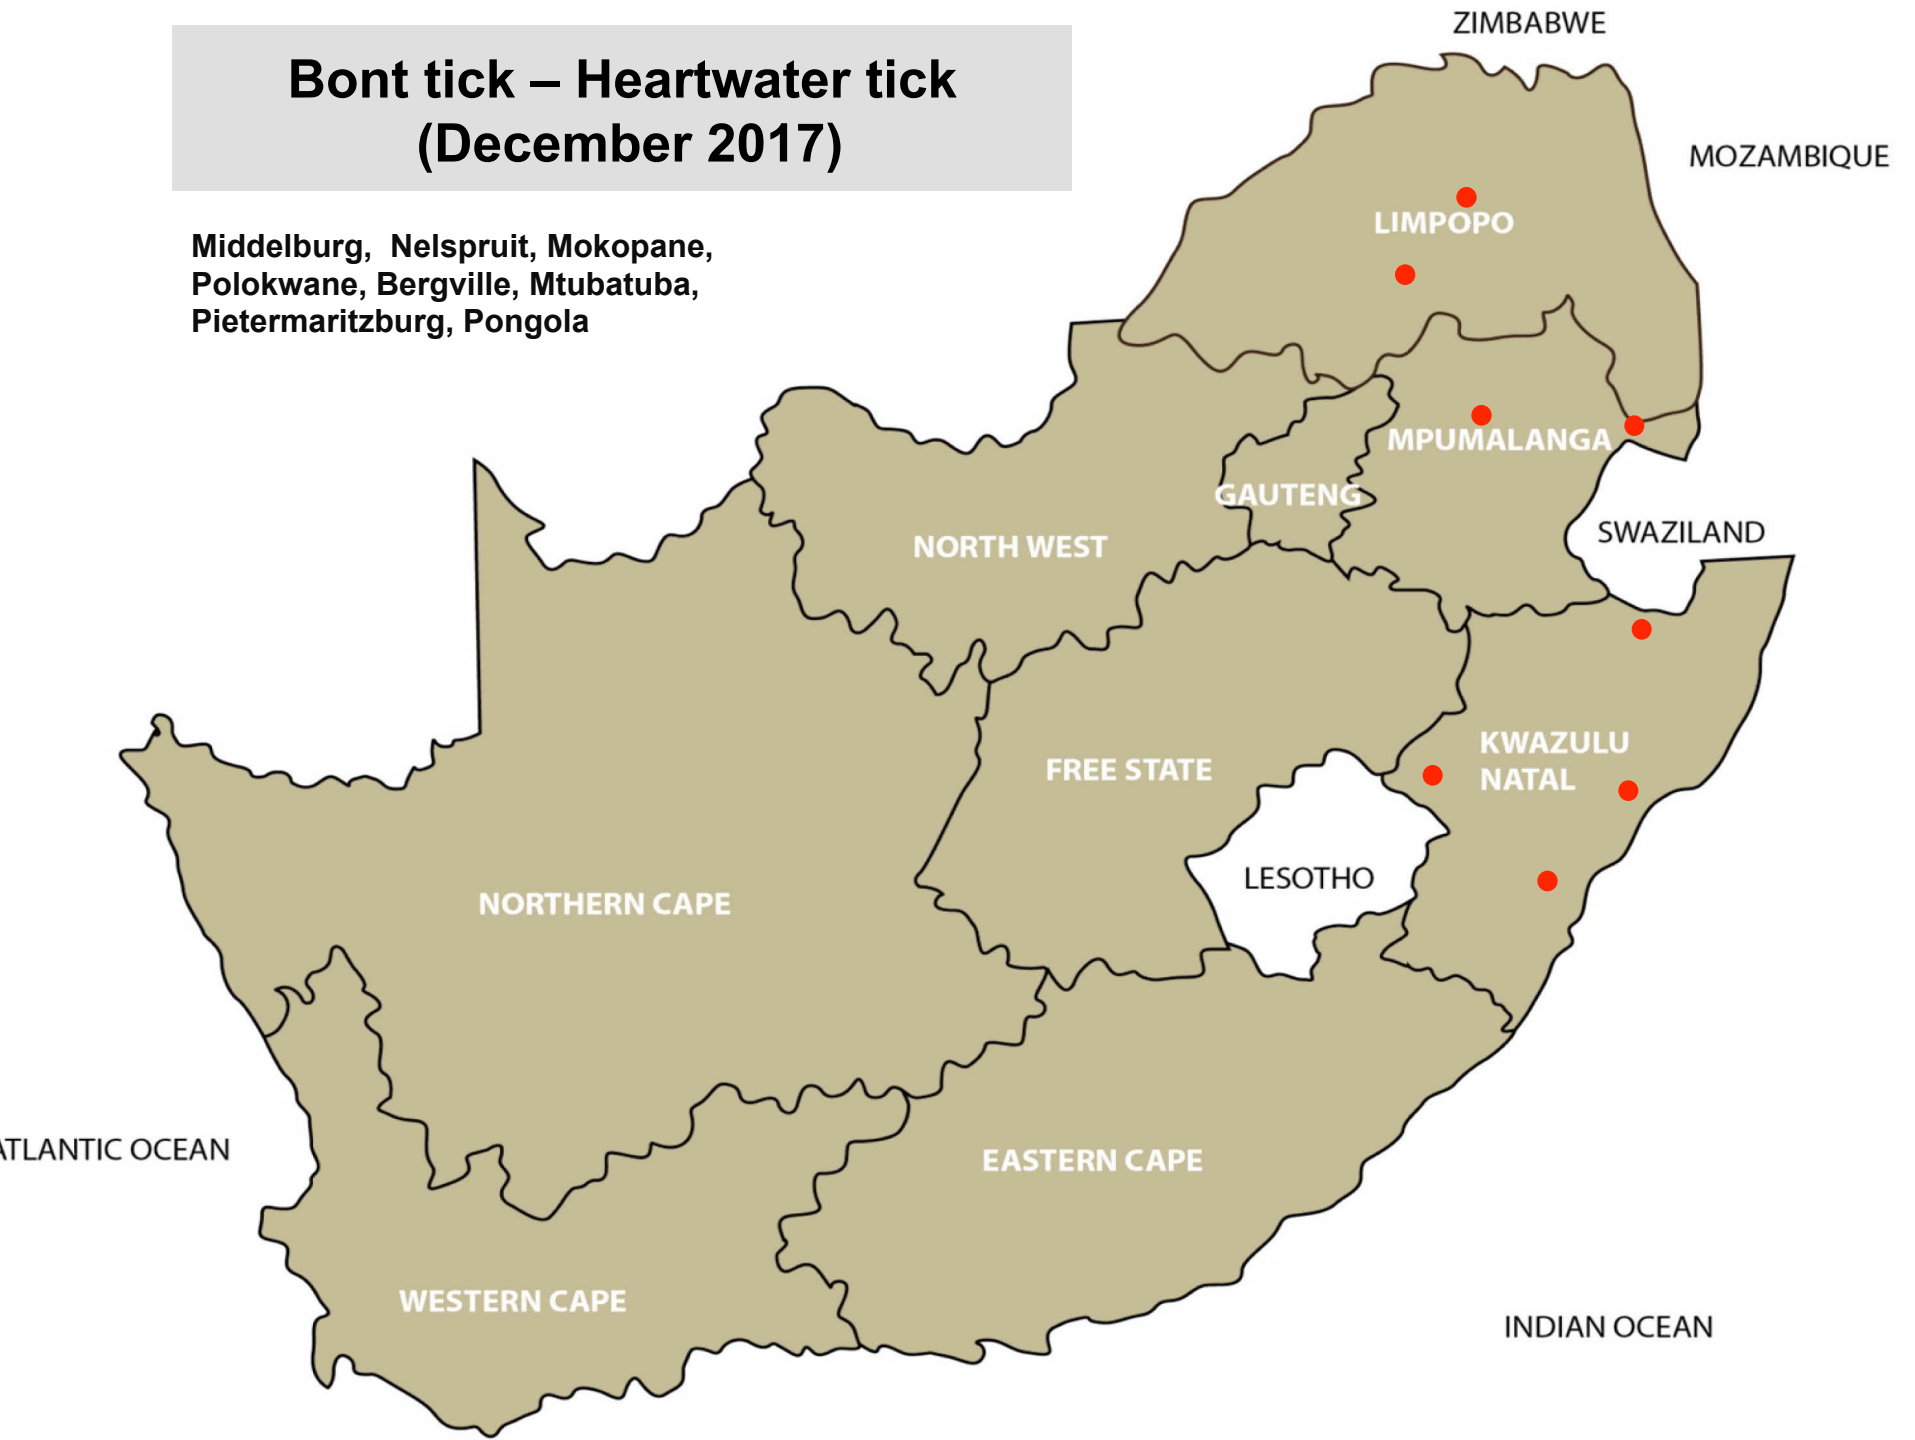 ZIMBABWE
Bont tick – Heartwater tick
(December 2017)
MOZAMBIQUE
Middelburg,  Nelspruit, Mokopane,
Polokwane, Bergville, Mtubatuba,
Pietermaritzburg, Pongola
LIMPOPO
MPUMALANGA
GAUTENG
NORTH WEST
SWAZILAND
KWAZULU
NATAL
FREE STATE
LESOTHO
NORTHERN CAPE
ATLANTIC OCEAN
EASTERN CAPE
WESTERN CAPE
INDIAN OCEAN